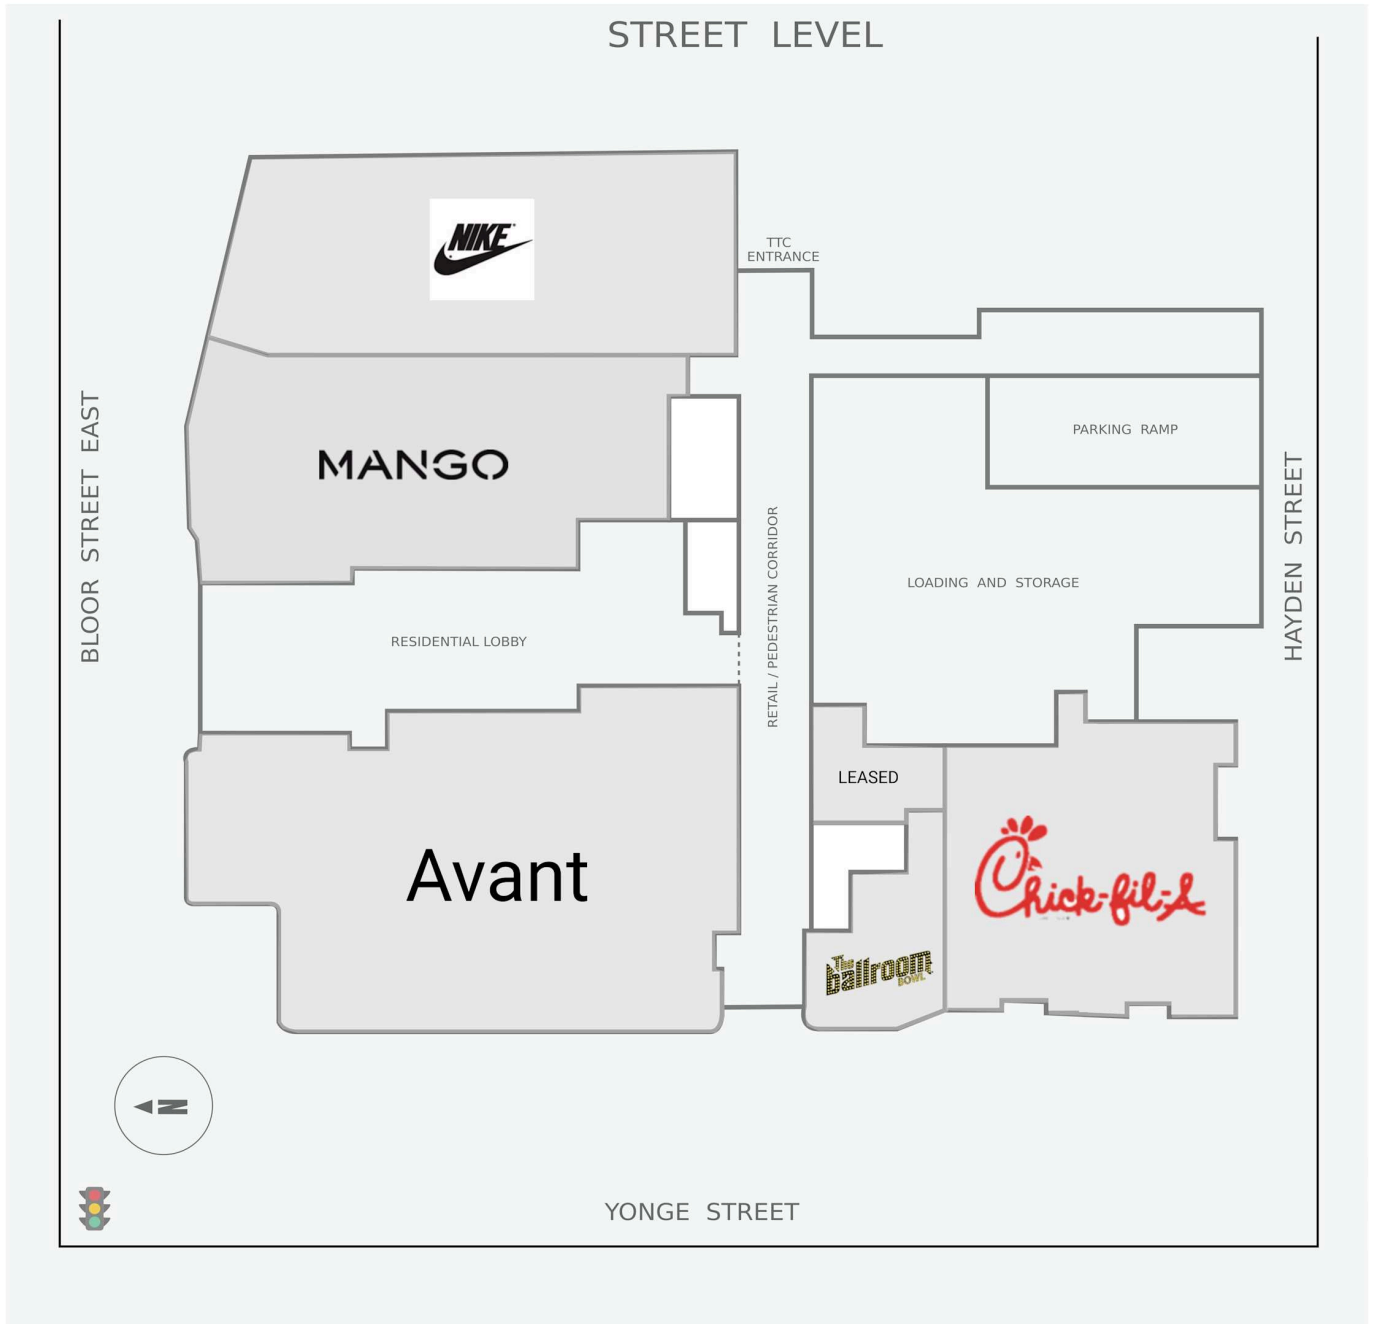 STREET LEVEL
NIKE
TTC
ENTRANCE
BLOOR STREET EAST
MANGO
PARKING RAMP
HAYDEN STREET
RETAIL / PEDESTRIAN CORRIDOR
LOADING AND STORAGE
RESIDENTIAL LOBBY
LEASED
Avant
Chick-fil-A
The
ballroom
BOWL
N
YONGE STREET